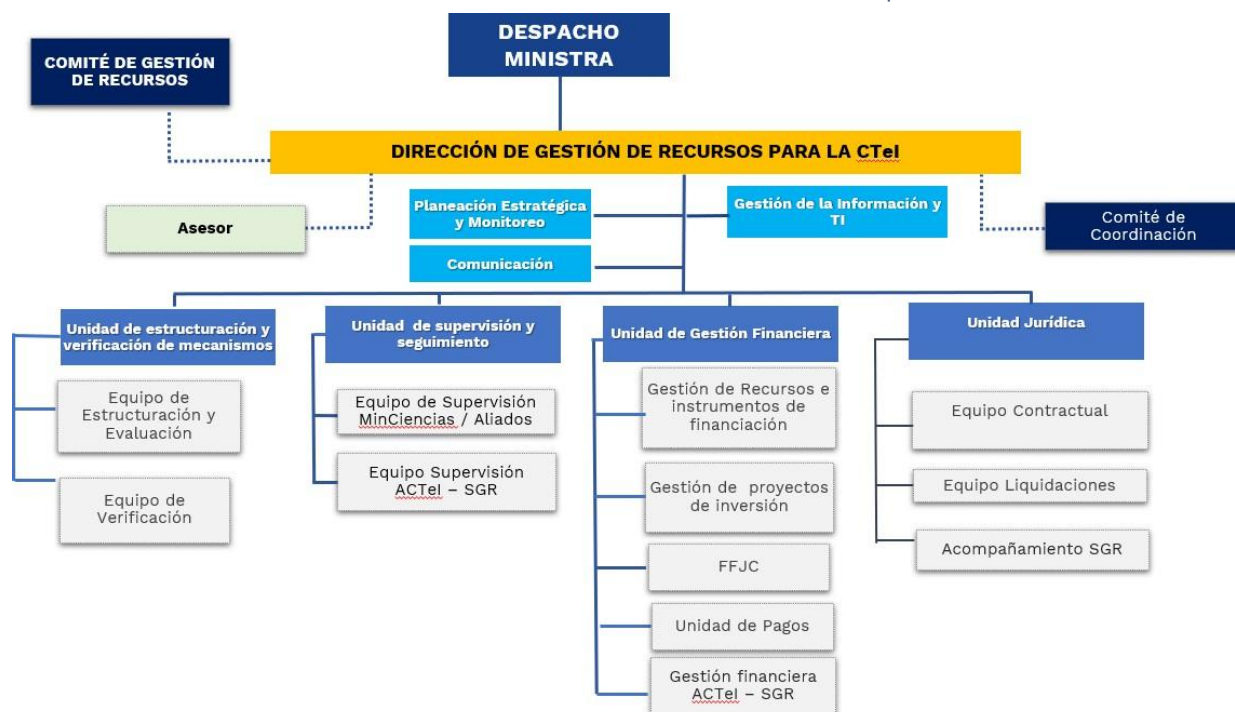 DESPACHO
MINISTRA
COMITÉ DE GESTIÓN
DE RECURSOS
DIRECCIÓN DE GESTIÓN DE RECURSOS PARA LA CTeI
Planeación Estratégica
y Monitoreo
Gestión de la Información y
TI
Asesor
Comité de
Coordinación
Comunicación
Unidad de estructuración y
verificación de mecanismos
Equipo de
Estructuración y
Evaluación
Equipo de
Verificación
Unidad de supervisión y
seguimiento
Equipo de Supervisión
MinCiencias / Aliados
Equipo Supervisión
ACTeI – SGR
Unidad de Gestión Financiera
Gestión de Recursos e
instrumentos de
financiación
Gestión de proyectos
de inversión
FFJC
Unidad de Pagos
Gestión financiera
ACTeI – SGR
Unidad Jurídica
Equipo Contractual
Equipo Liquidaciones
Acompañamiento SGR